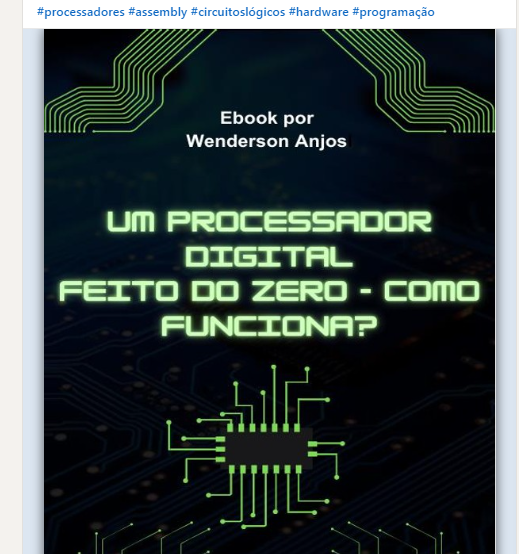 #processadores #assembly #circuitoslógicos #hardware #programação
Ebook por
Wenderson Anjos
UM PROCESSADOR
DIGITAL
FEITO DO ZERO - COMO
FUNCIONA?